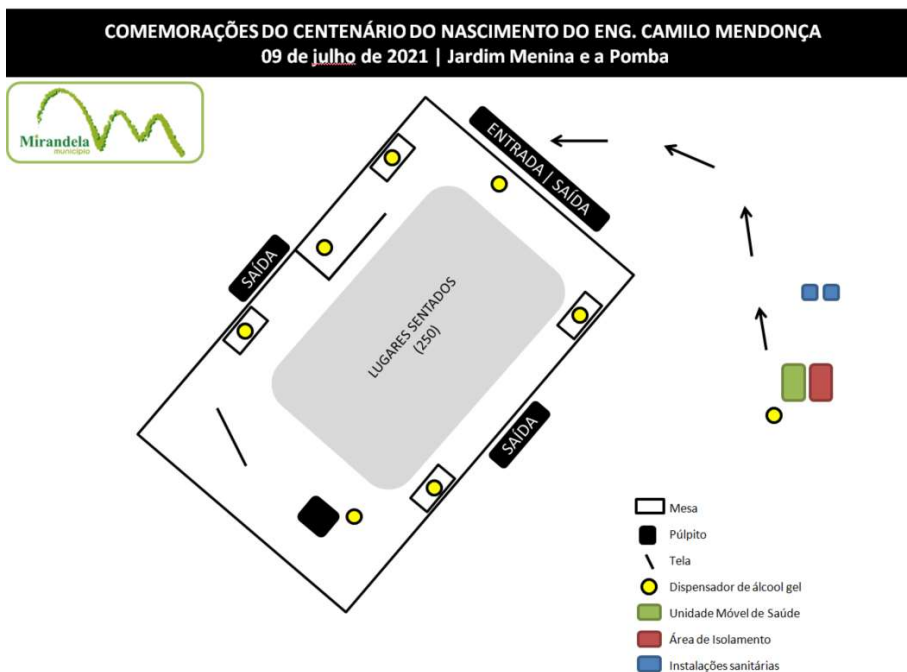 COMEMORAÇÕES DO CENTENÁRIO DO NASCIMENTO DO ENG. CAMILO MENDONÇA
09 de julho de 2021 | Jardim Menina e a Pomba
Mirandela
município
ENTRADA | SAÍDA
SAÍDA
LUGARES SENTADOS
(250)
SAÍDA
Mesa
Púlpito
Tela
Dispensador de álcool gel
Unidade Móvel de Saúde
Área de Isolamento
Instalações sanitárias